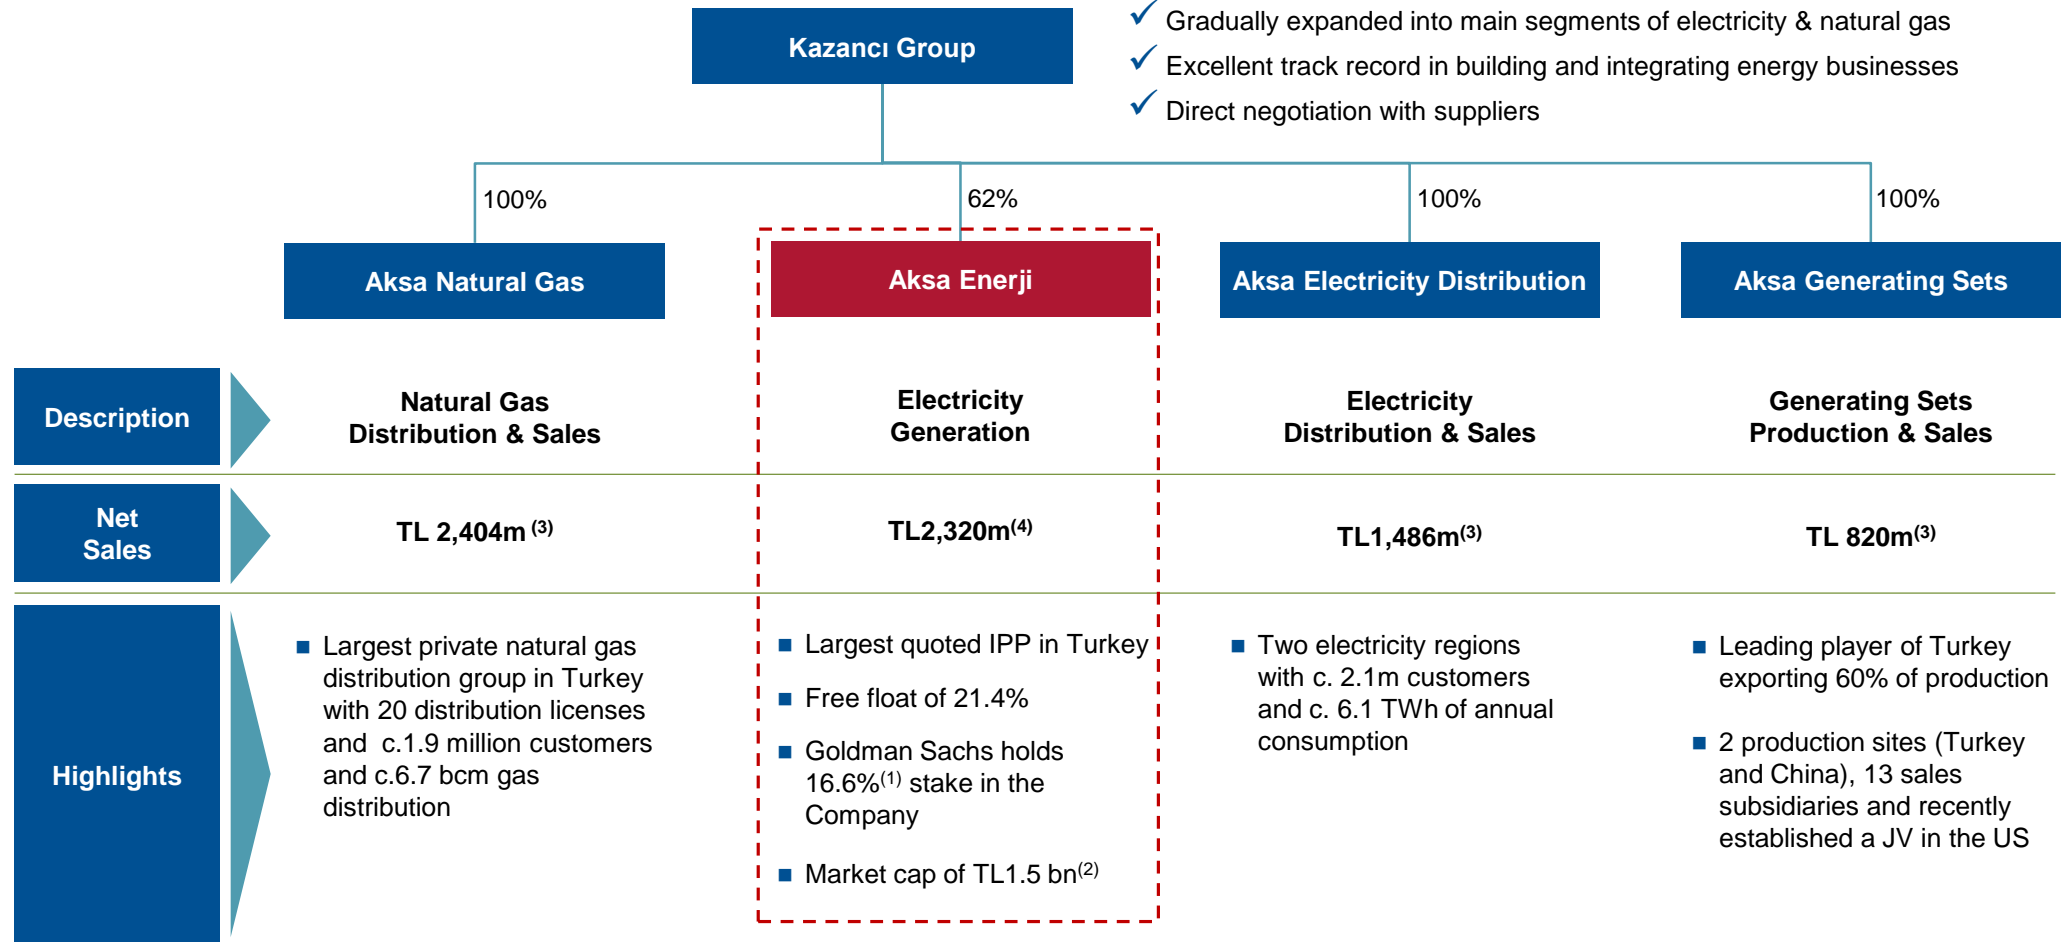 Kazancı Group
✓ Gradually expanded into main segments of electricity & natural gas
✓ Excellent track record in building and integrating energy businesses
✓ Direct negotiation with suppliers
100%
62%
100%
100%
Aksa Natural Gas
Aksa Enerji
Aksa Electricity Distribution
Aksa Generating Sets
Description
Natural Gas
Distribution & Sales
Electricity
Generation
Electricity
Distribution & Sales
Generating Sets
Production & Sales
Net
Sales
TL 2,404m (3)
TL2,320m(4)
TL1,486m(3)
TL 820m(3)
Highlights
■ Largest private natural gas
distribution group in Turkey
with 20 distribution licenses
and c.1.9 million customers
and c.6.7 bcm gas
distribution
■ Largest quoted IPP in Turkey
■ Free float of 21.4%
■ Goldman Sachs holds
16.6%(1) stake in the
Company
■ Market cap of TL1.5 bn(2)
■ Two electricity regions
with c. 2.1m customers
and c. 6.1 TWh of annual
consumption
■ Leading player of Turkey
exporting 60% of production
■ 2 production sites (Turkey
and China), 13 sales
subsidiaries and recently
established a JV in the US